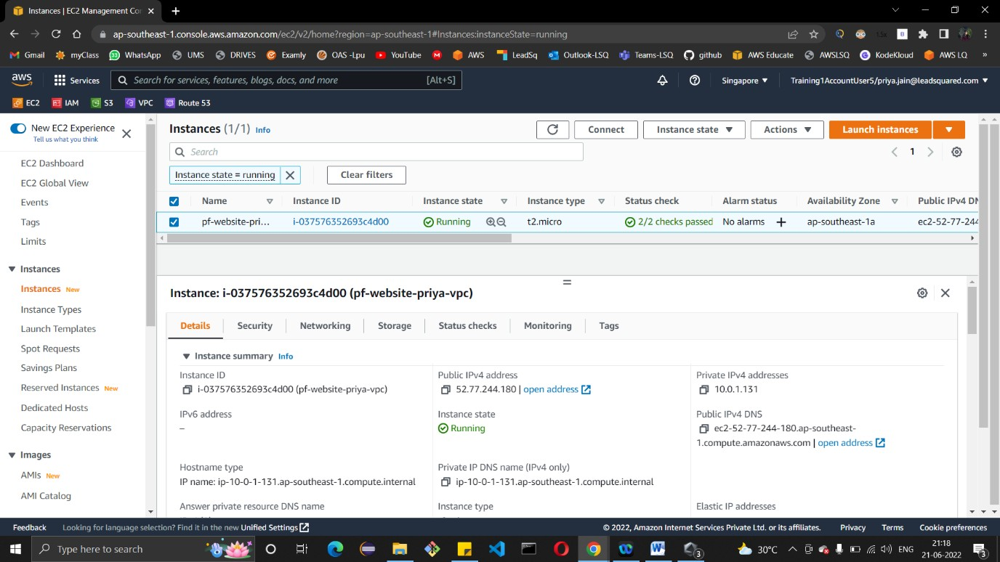 Instances | EC2 Management Con
ap-southeast-1.console.aws.amazon.com/ec2/v2/home?region=ap-southeast-1#Instances:instanceState=running
1.5x
Gmail myClass WhatsApp UMS DRIVES Examly OAS -Lpu YouTube AWS LeadSq Outlook-LSQ Teams-LSQ github AWS Educate AWSLSQ KodeKloud AWS LQ »
aws Services Search for services, features, blogs, docs, and more [Alt+S] Singapore Training1AccountUser5/priya.jain@leadsquared.com
EC2 IAM S3 VPC Route 53
New EC2 Experience
Tell us what you think
EC2 Dashboard
EC2 Global View
Events
Tags
Limits
Instances
Instances New
Instance Types
Launch Templates
Spot Requests
Savings Plans
Reserved Instances New
Dedicated Hosts
Capacity Reservations
Images
AMIs New
AMI Catalog
Instances (1/1) Info
Connect Instance state Actions Launch instances
Search
1
Instance state = running
Clear filters
Name Instance ID Instance state Instance type Status check Alarm status Availability Zone Public IPv4 DN
pf-website-pri... i-037576352693c4d00 Running t2.micro 2/2 checks passed No alarms + ap-southeast-1a ec2-52-77-244
Instance: i-037576352693c4d00 (pf-website-priya-vpc)
Details Security Networking Storage Status checks Monitoring Tags
Instance summary Info
Instance ID
i-037576352693c4d00 (pf-website-priya-vpc)
Public IPv4 address
52.77.244.180 | open address
Private IPv4 addresses
10.0.1.131
IPv6 address
–
Instance state
Running
Public IPv4 DNS
ec2-52-77-244-180.ap-southeast-
1.compute.amazonaws.com | open address
Hostname type
IP name: ip-10-0-1-131.ap-southeast-1.compute.internal
Private IP DNS name (IPv4 only)
ip-10-0-1-131.ap-southeast-1.compute.internal
Answer private resource DNS name
Instance type
Elastic IP addresses
Feedback Looking for language selection? Find it in the new Unified Settings © 2022, Amazon Internet Services Private Ltd. or its affiliates. Privacy Terms Cookie preferences
Type here to search
3
30°C
ENG
21:18
21-06-2022
3